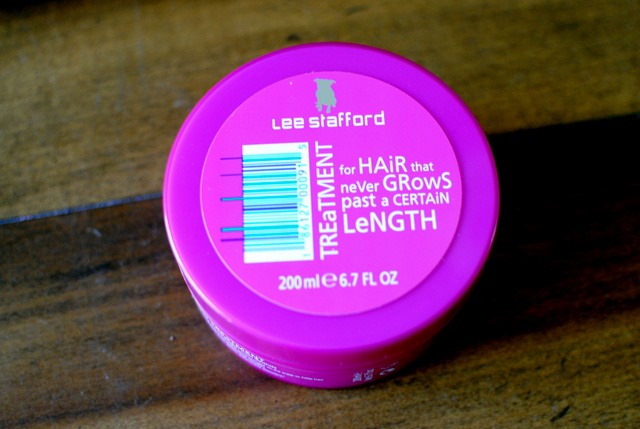 Lee Stafford
TREaTMENT
for HAiR that
neVer GRowS
past a CERTAiN
LeNGTH
200 ml e 6.7 FL OZ